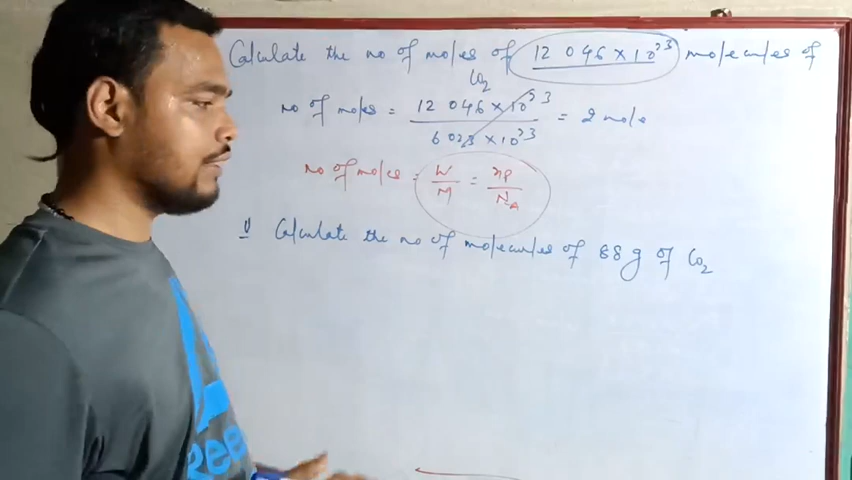 Calculate the no of moles of 12 046 × 10²³ molecules of
CO₂
no of moles = 12 046 × 10²³ / 6 023 × 10²³ = 2 mole
no of moles = W / M = np / NA
Calculate the no of molecules of 88 g of CO₂
Ree